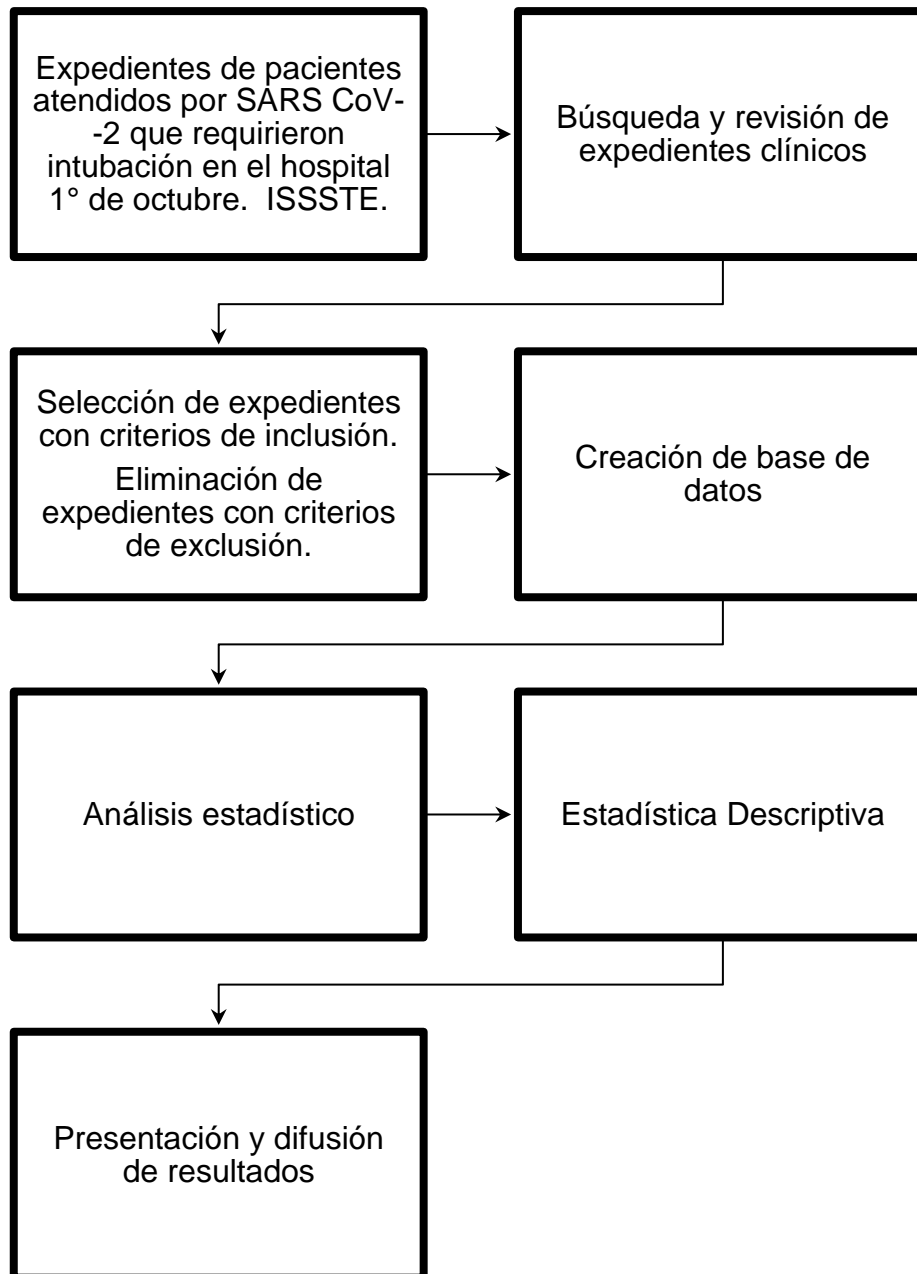 Expedientes de pacientes
atendidos por SARS CoV-
-2 que requirieron
intubación en el hospital
1° de octubre. ISSSTE.
Búsqueda y revisión de
expedientes clínicos
Selección de expedientes
con criterios de inclusión.
Eliminación de
expedientes con criterios
de exclusión.
Creación de base de
datos
Análisis estadístico
Estadística Descriptiva
Presentación y difusión
de resultados